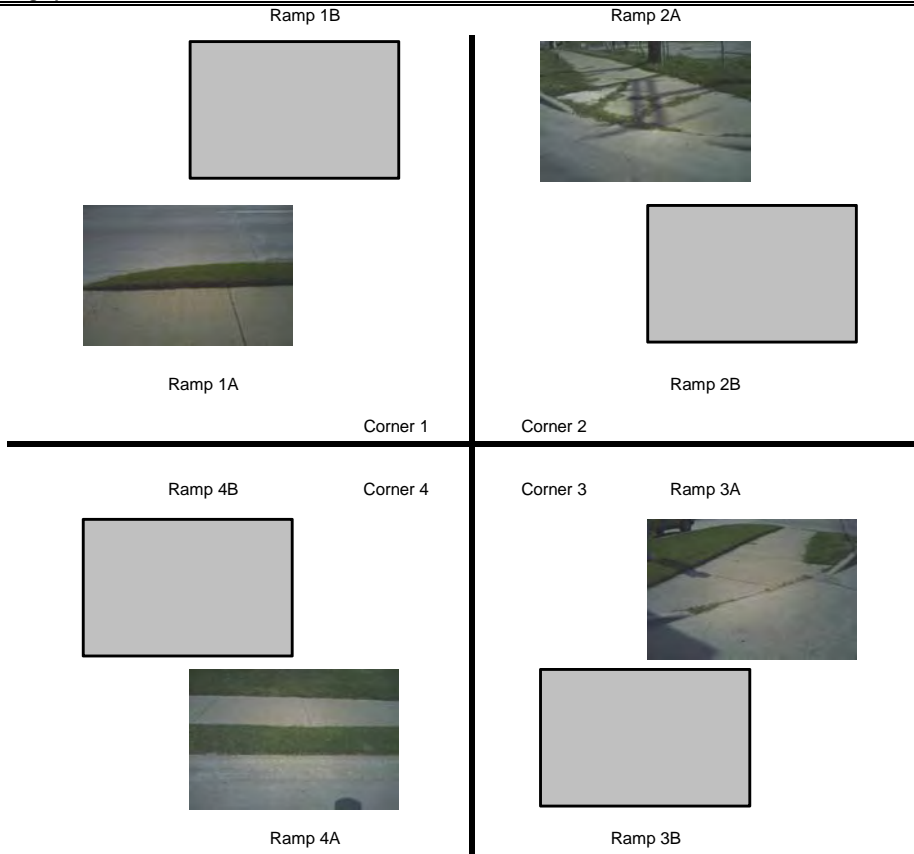 Ramp 1B Ramp 2A
Ramp 1A Ramp 2B
Corner 1 Corner 2
Ramp 4B Corner 4 Corner 3 Ramp 3A
Ramp 4A Ramp 3B